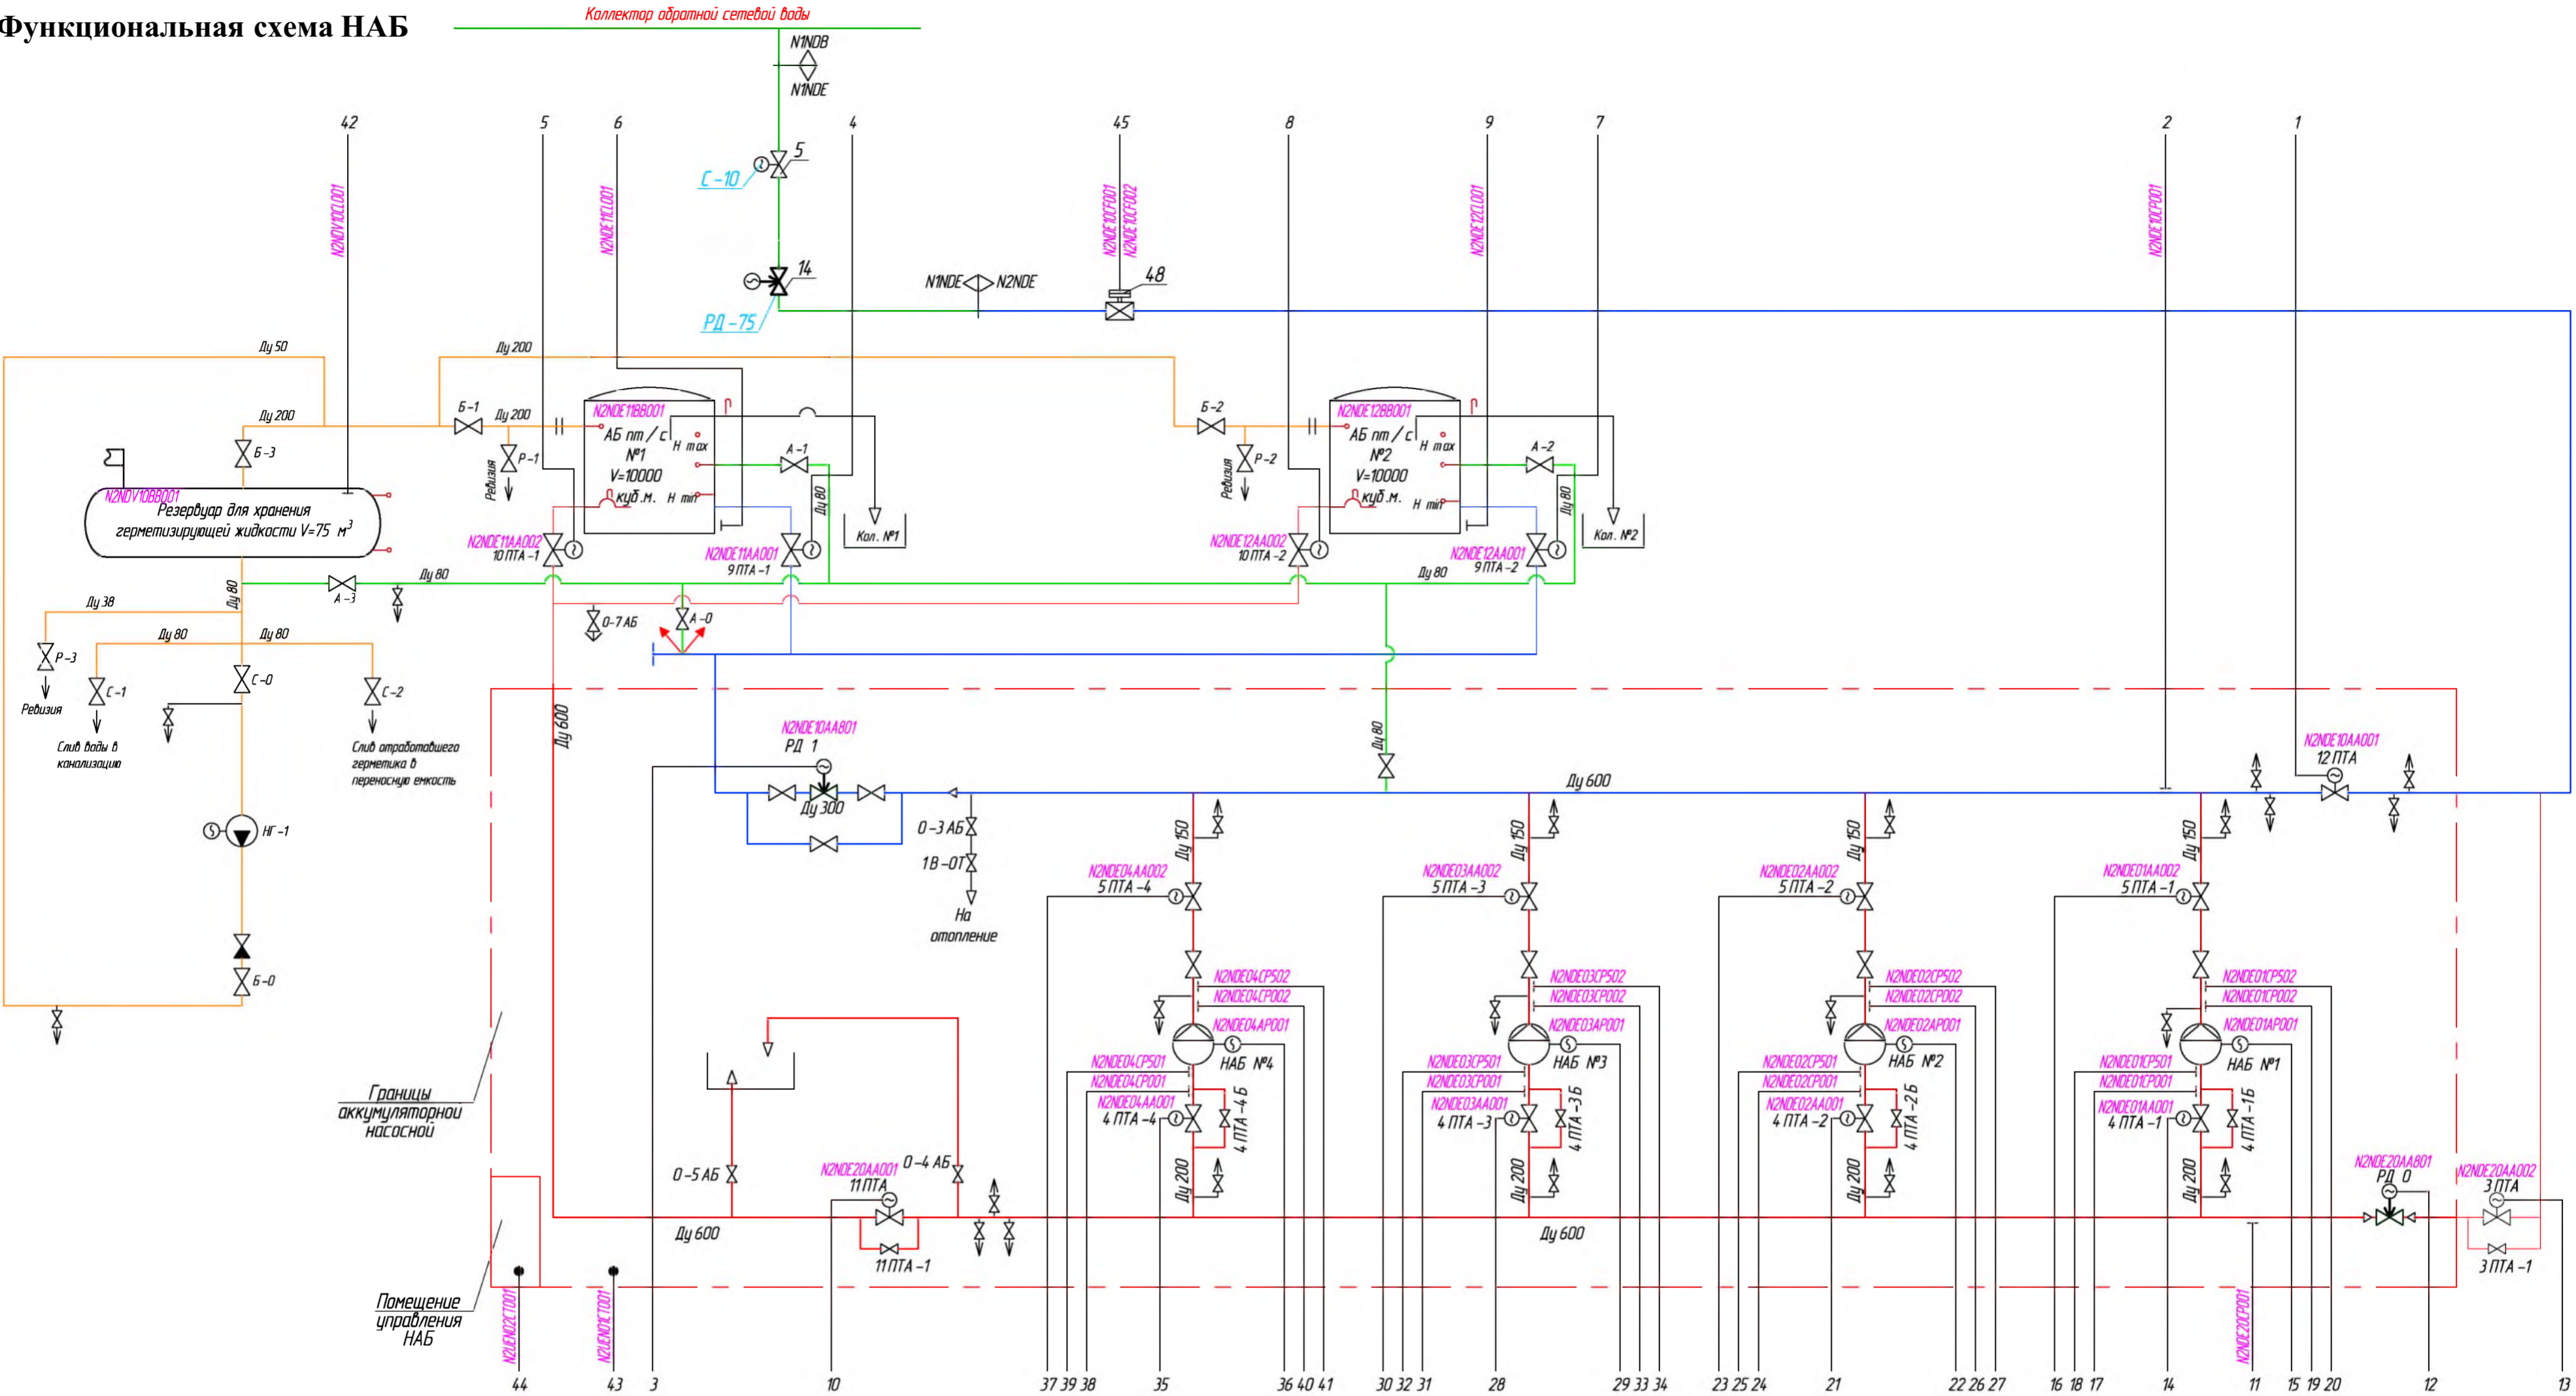 Функциональная схема НАБ
Коллектор обратной сетевой воды
N1NDB
N1NDE
42
5
6
4
45
8
9
7
2
1
5
С-10
N2NDV10CL001
N2NDE11CL001
N2NDE10CF001
N2NDE10CF002
N2NDE12CL001
N2NDE10CP001
14
РД-75
N1NDE
N2NDE
48
Ду 50
Ду 200
Ду 200
Б-1
Ду 200
Б-3
Р-1
Ревизия
N2NDE11BB001
АБ пт/с
№1
V=10000
куб.м.
H max
H min
А-1
Ду 80
Кол. №1
Б-2
Р-2
Ревизия
N2NDE12BB001
АБ пт/с
№2
V=10000
куб.м.
H max
H min
А-2
Ду 80
Кол. №2
N2NDV10BB001
Резервуар для хранения
герметизирующей жидкости V=75 м³
N2NDE11AA002
10 ПТА-1
N2NDE11AA001
9 ПТА-1
N2NDE12AA002
10 ПТА-2
N2NDE12AA001
9 ПТА-2
Ду 80
А-3
Ду 80
Ду 80
Ду 38
О-7 АБ
А-0
Ду 80
Ду 80
Р-3
Ревизия
С-1
С-0
С-2
Слив воды в
канализацию
Слив отработавшего
герметика в
переносную емкость
Ду 600
N2NDE10AA801
РД 1
Ду 300
Ду 80
Ду 600
N2NDE10AA001
12 ПТА
НГ-1
Б-0
О-3 АБ
1В-ОТ
На
отопление
Ду 150
Ду 150
Ду 150
Ду 150
N2NDE04AA002
5 ПТА-4
N2NDE03AA002
5 ПТА-3
N2NDE02AA002
5 ПТА-2
N2NDE01AA002
5 ПТА-1
N2NDE04CP502
N2NDE04CP002
N2NDE04AP001
НАБ №4
N2NDE03CP502
N2NDE03CP002
N2NDE03AP001
НАБ №3
N2NDE02CP502
N2NDE02CP002
N2NDE02AP001
НАБ №2
N2NDE01CP502
N2NDE01CP002
N2NDE01AP001
НАБ №1
N2NDE04CP501
N2NDE04CP001
N2NDE04AA001
4 ПТА-4
4 ПТА-4Б
N2NDE03CP501
N2NDE03CP001
N2NDE03AA001
4 ПТА-3
4 ПТА-3Б
N2NDE02CP501
N2NDE02CP001
N2NDE02AA001
4 ПТА-2
4 ПТА-2Б
N2NDE01CP501
N2NDE01CP001
N2NDE01AA001
4 ПТА-1
4 ПТА-1Б
Границы
аккумуляторной
насосной
О-5 АБ
N2NDE20AA001
11 ПТА
О-4 АБ
Ду 200
Ду 200
Ду 200
Ду 200
N2NDE20AA801
РД 0
N2NDE20AA002
3 ПТА
Ду 600
11 ПТА-1
Ду 600
3 ПТА-1
Помещение
управления
НАБ
N2UEN02CT001
N2UEN01CT001
N2NDE20CP001
44
43
3
10
37
39
38
35
36
40
41
30
32
31
28
29
33
34
23
25
24
21
22
26
27
16
18
17
14
11
15
19
20
12
13